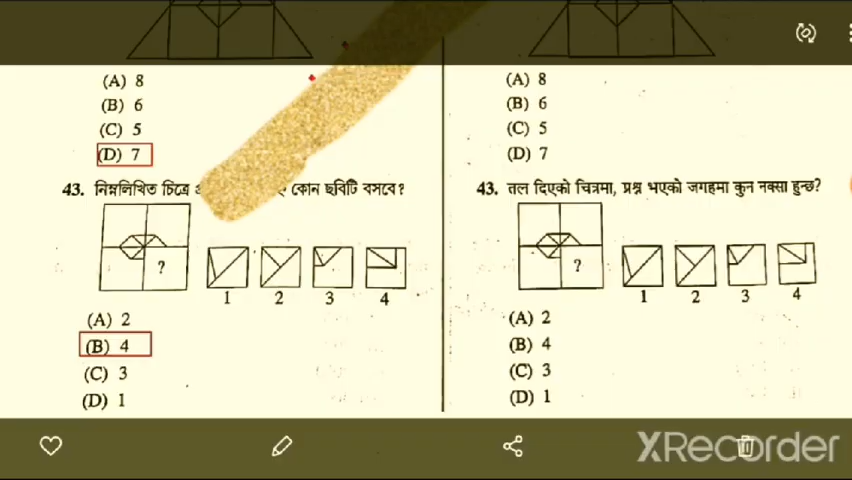 (A) 8
(B) 6
(C) 5
(D) 7
43. নিম্নলিখিত চিত্রে কোন ছবিটি বসবে?
?
1 2 3 4
(A) 2
(B) 4
(C) 3
(D) 1
(A) 8
(B) 6
(C) 5
(D) 7
43. तल दिएको चित्रमा, प्रश्न भएको जगहमा कुन नक्सा हुन्छ?
?
1 2 3 4
(A) 2
(B) 4
(C) 3
(D) 1
XRecorder